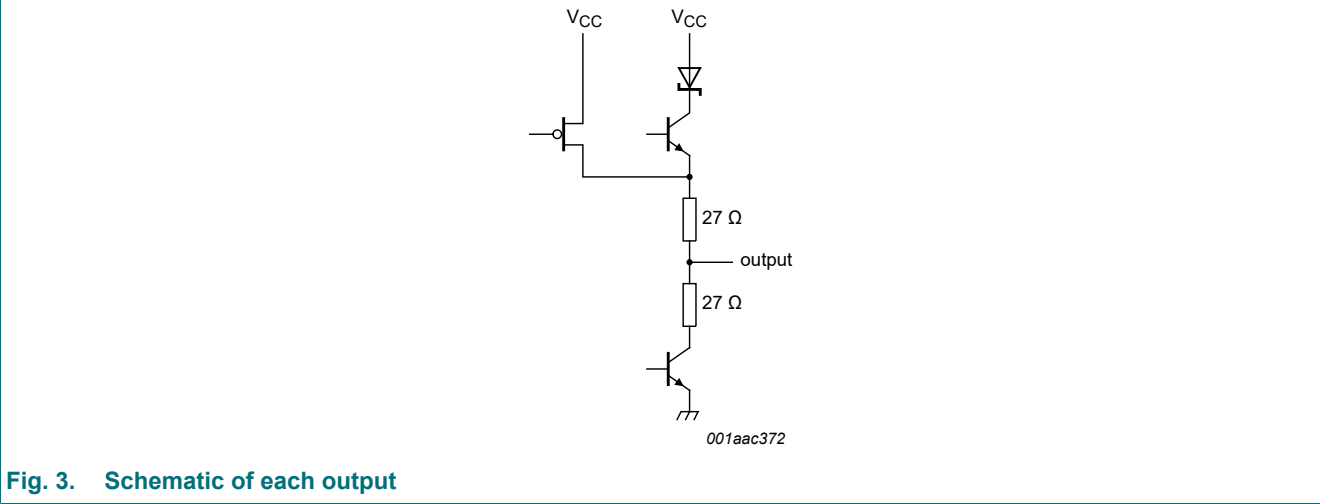 VCC VCC
27 Ω
output
27 Ω
001aac372
Fig. 3. Schematic of each output